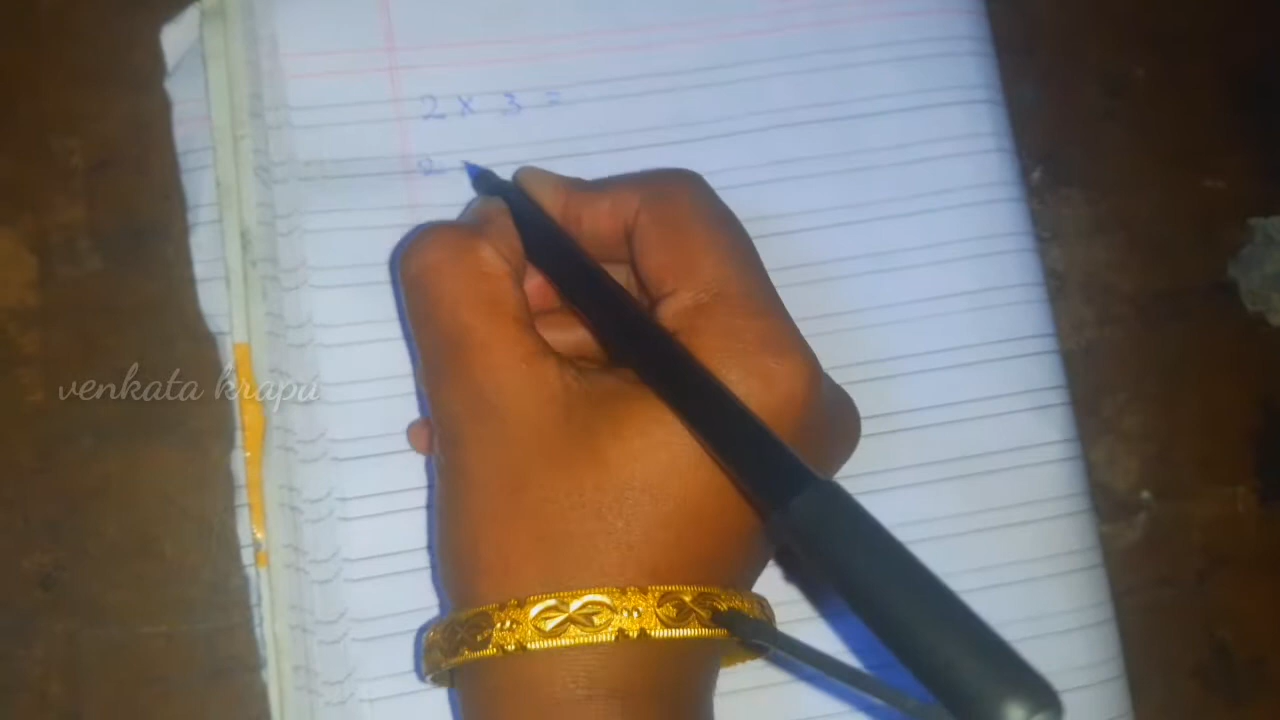 2 x 3 =
2
venkata krapu